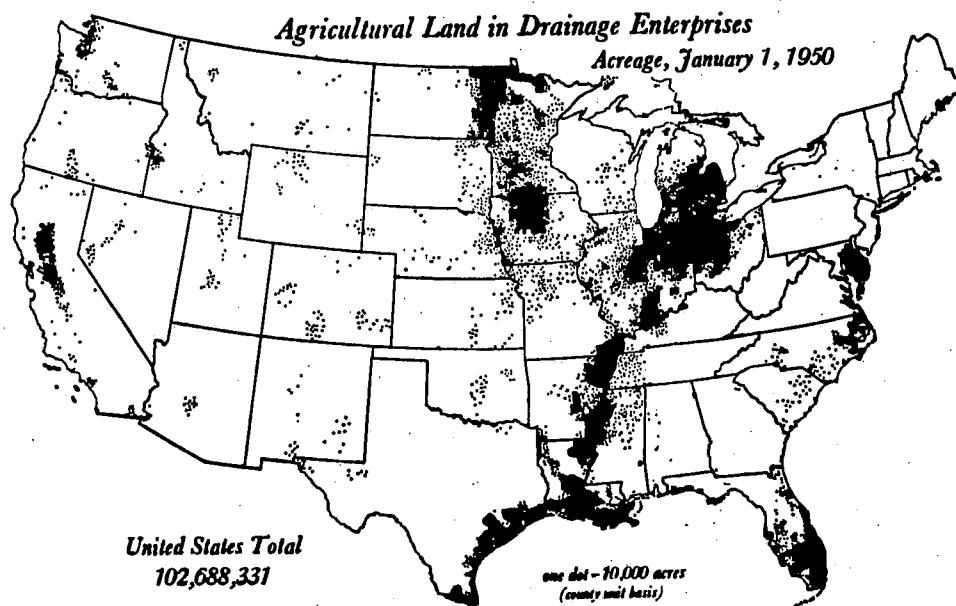 Agricultural Land in Drainage Enterprises
Acreage, January 1, 1950
United States Total
102,688,331
one dot - 10,000 acres
(county unit basis)